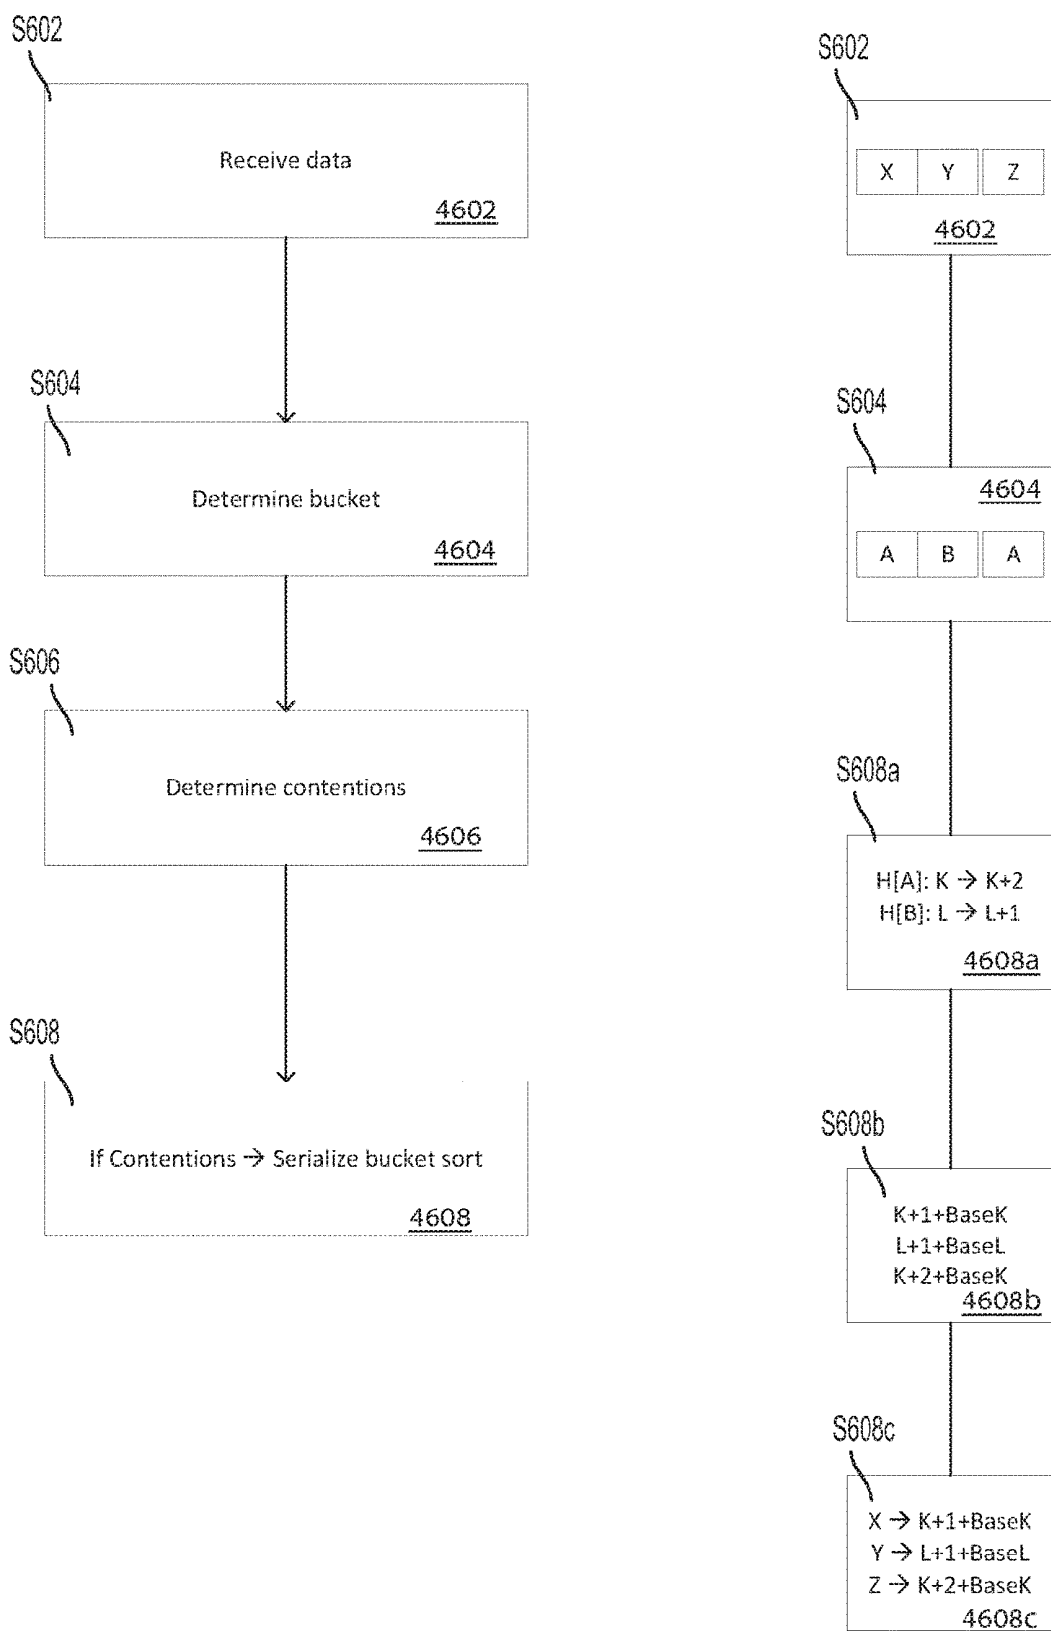 S602
Receive data
4602
S604
Determine bucket
4604
S606
Determine contentions
4606
S608
If Contentions → Serialize bucket sort
4608
S602
X Y Z
4602
S604
4604
A B A
S608a
H[A]: K → K+2
H[B]: L → L+1
4608a
S608b
K+1+BaseK
L+1+BaseL
K+2+BaseK
4608b
S608c
X → K+1+BaseK
Y → L+1+BaseL
Z → K+2+BaseK
4608c